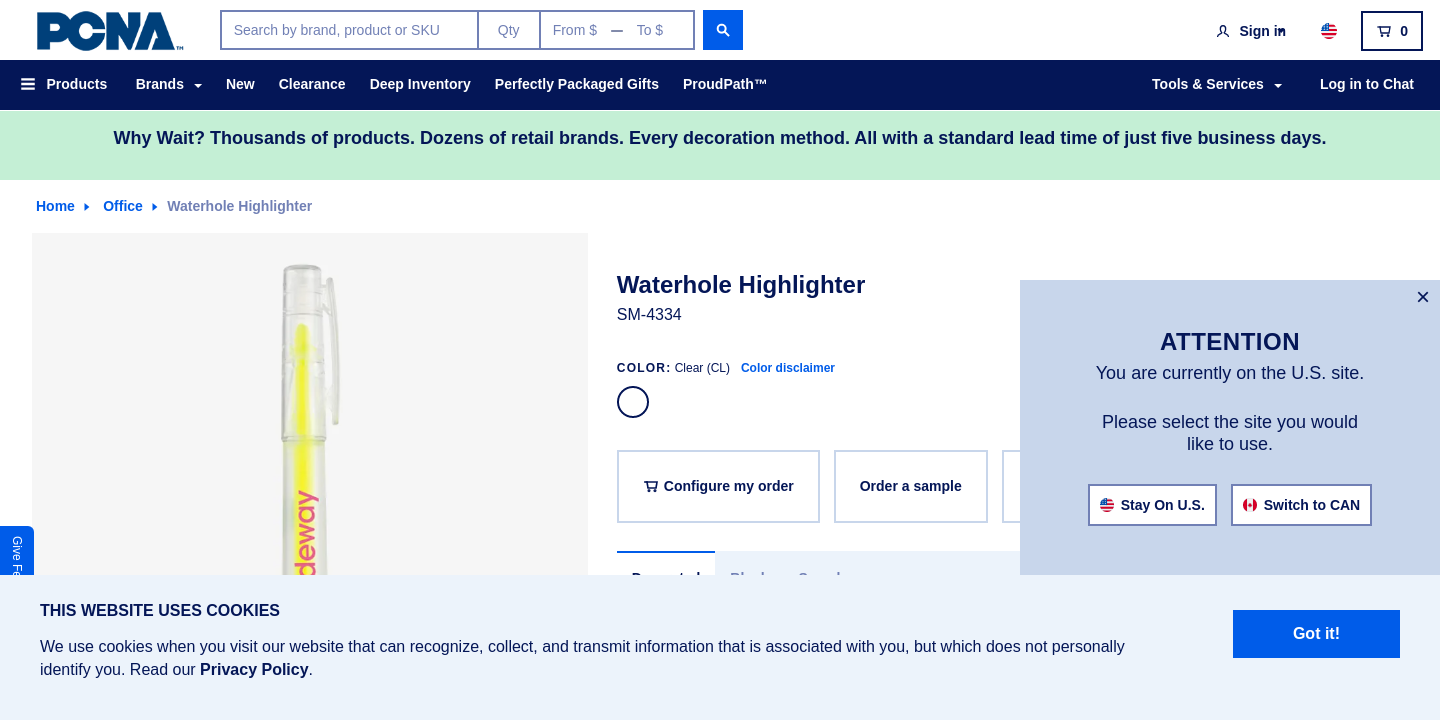 PCNA™
Search by brand, product or SKU
Qty
From $ — To $
Sign in
0
Products
Brands
New
Clearance
Deep Inventory
Perfectly Packaged Gifts
ProudPath™
Tools & Services
Log in to Chat
Why Wait? Thousands of products. Dozens of retail brands. Every decoration method. All with a standard lead time of just five business days.
Home
Office
Waterhole Highlighter
Waterhole Highlighter
SM-4334
COLOR: Clear (CL) Color disclaimer
Configure my order
Order a sample
deway
ATTENTION
You are currently on the U.S. site.
Please select the site you would
like to use.
Stay On U.S.
Switch to CAN
×
THIS WEBSITE USES COOKIES
We use cookies when you visit our website that can recognize, collect, and transmit information that is associated with you, but which does not personally
identify you. Read our Privacy Policy.
Got it!